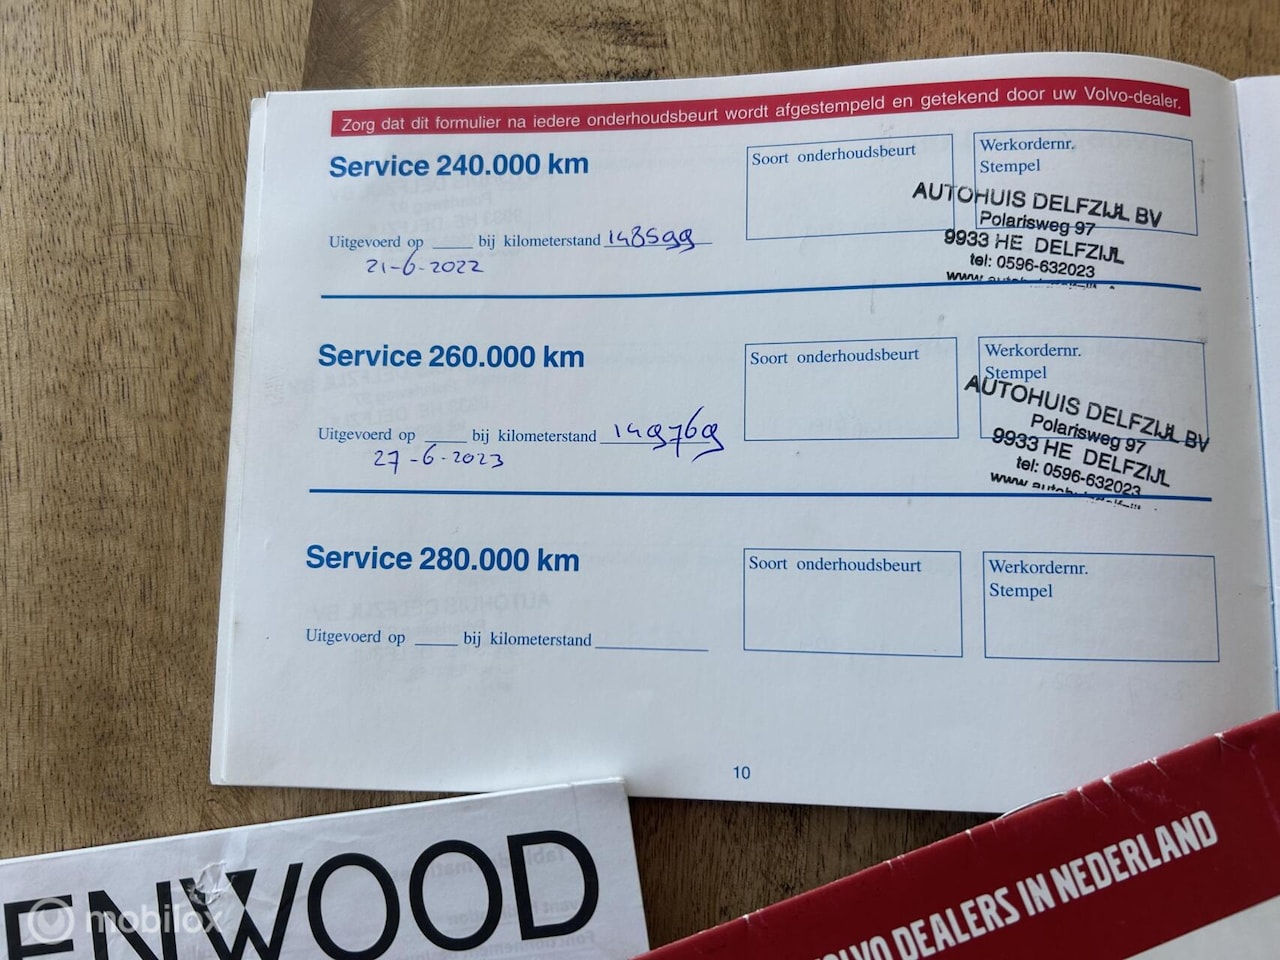 Zorg dat dit formulier na iedere onderhoudsbeurt wordt afgestempeld en getekend door uw Volvo-dealer.
Service 240.000 km
Soort onderhoudsbeurt
Werkordernr.
Stempel
AUTOHUIS DELFZIJL BV
Polarisweg 97
9933 HE DELFZIJL
tel: 0596-632023
Uitgevoerd op ____ bij kilometerstand 148599
21-6-2022
Service 260.000 km
Soort onderhoudsbeurt
Werkordernr.
Stempel
AUTOHUIS DELFZIJL BV
Polarisweg 97
9933 HE DELFZIJL
tel: 0596-632023
Uitgevoerd op ____ bij kilometerstand 149769
27-6-2023
Service 280.000 km
Soort onderhoudsbeurt
Werkordernr.
Stempel
Uitgevoerd op ____ bij kilometerstand
10
ENWOOD
mobilox
VOLVO DEALERS IN NEDERLAND